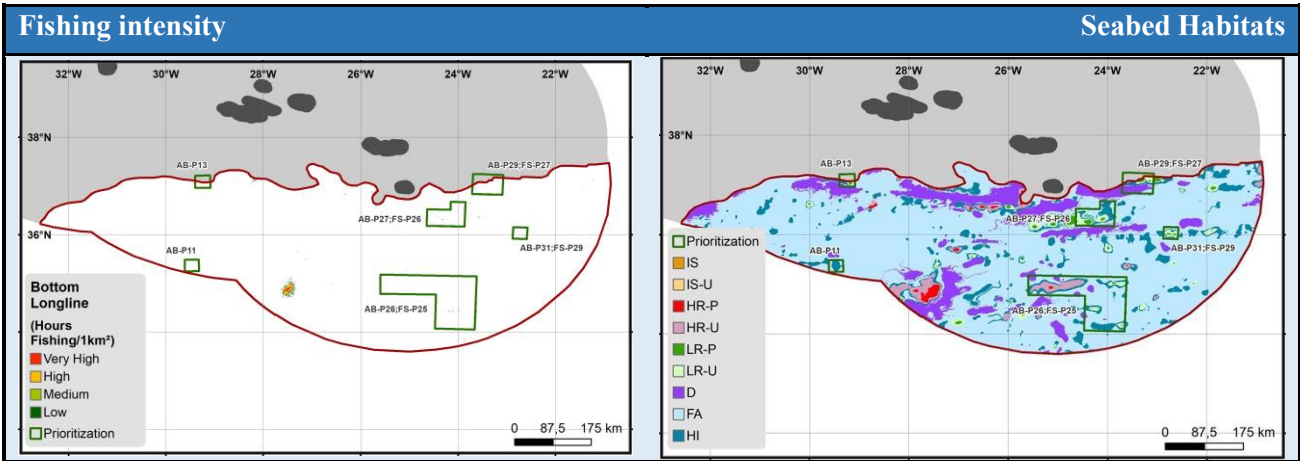 Fishing intensity
Seabed Habitats
32°W 30°W 28°W 26°W 24°W 22°W
38°N
AB-P13
AB-P29;FS-P27
AB-P27;FS-P26
36°N
AB-P31;FS-P29
AB-P11
AB-P26;FS-P25
Bottom
Longline
(Hours
Fishing/1km²)
Very High
High
Medium
Low
Prioritization
0 87,5 175 km
32°W 30°W 28°W 26°W 24°W 22°W
38°N
AB-P13
AB-P29;FS-P27
AB-P27;FS-P26
36°N
AB-P31;FS-P29
AB-P11
AB-P26;FS-P25
Prioritization
IS
IS-U
HR-P
HR-U
LR-P
LR-U
D
FA
HI
0 87,5 175 km